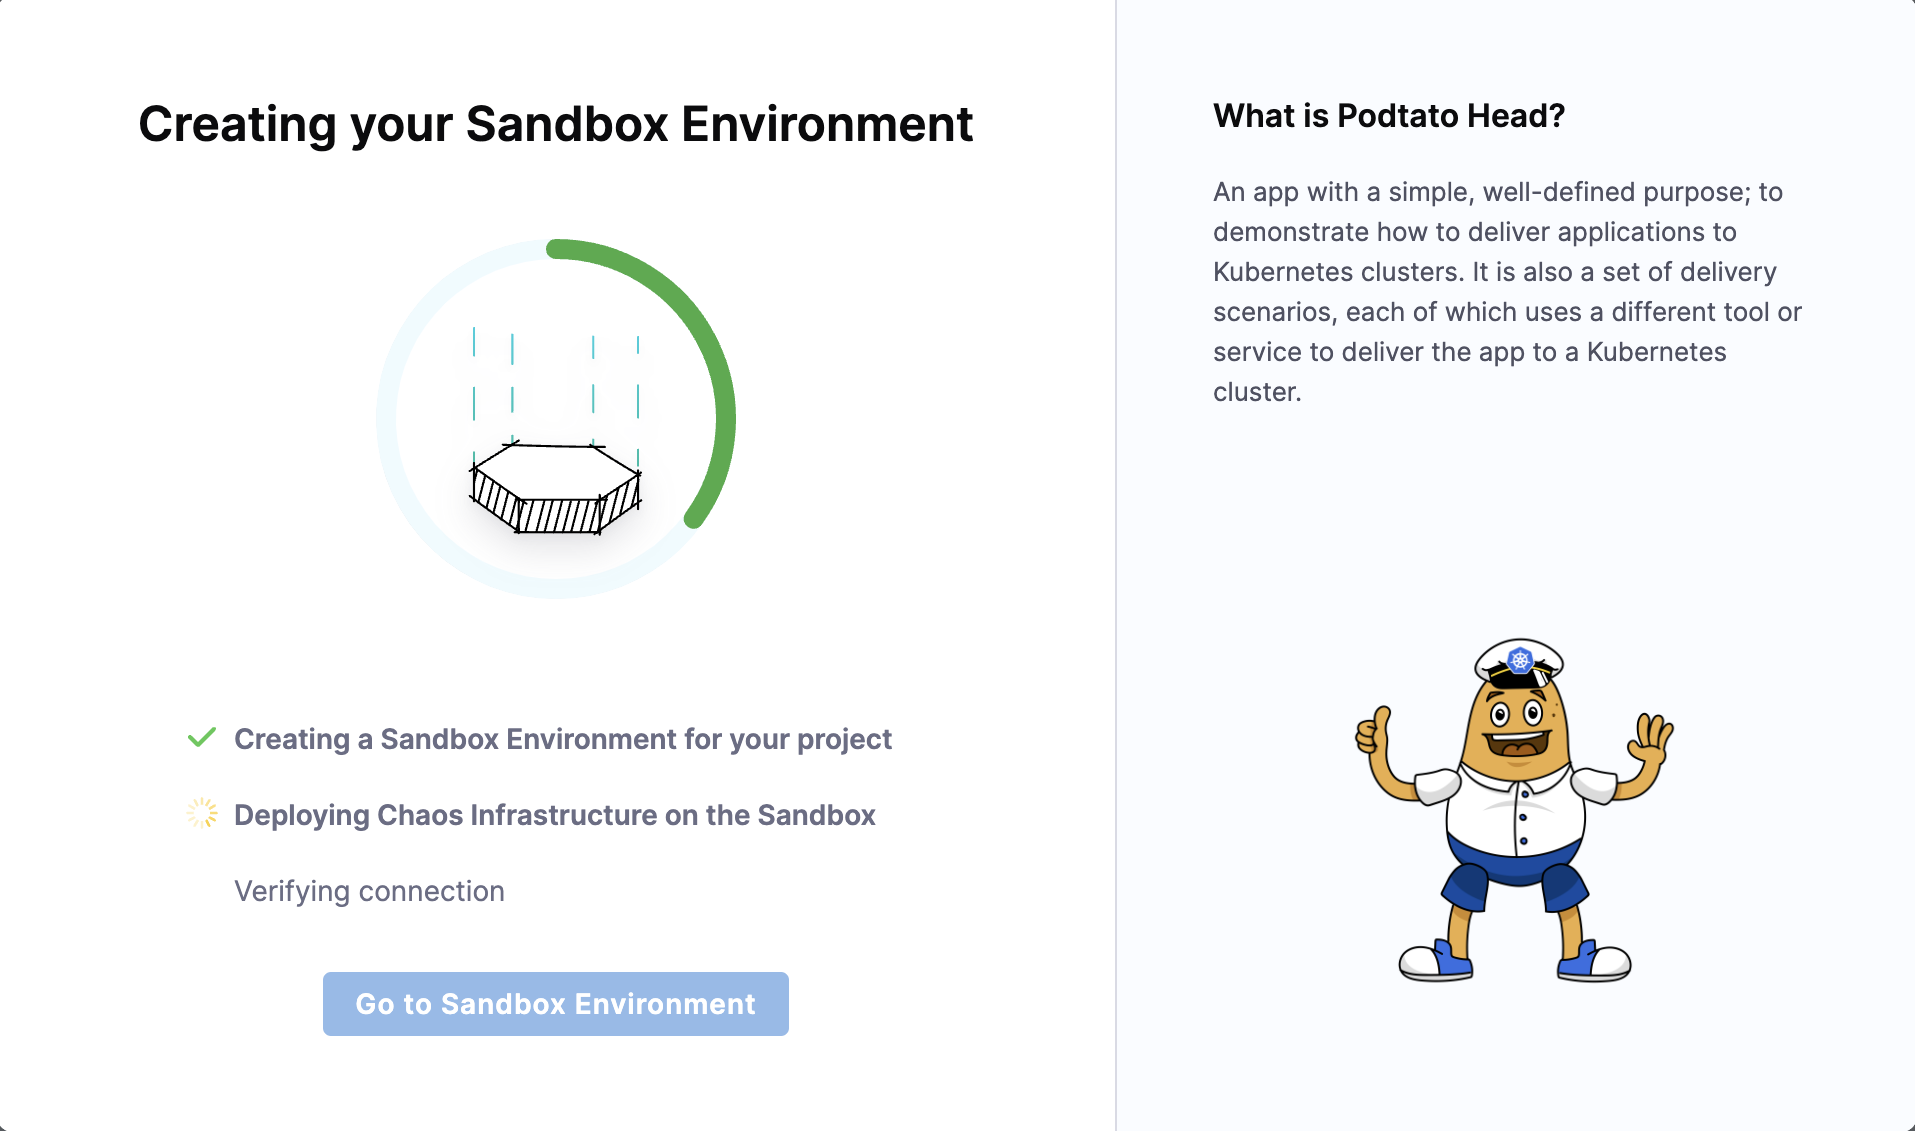 Creating your Sandbox Environment
Creating a Sandbox Environment for your project
Deploying Chaos Infrastructure on the Sandbox
Verifying connection
Go to Sandbox Environment
What is Podtato Head?
An app with a simple, well-defined purpose; to
demonstrate how to deliver applications to
Kubernetes clusters. It is also a set of delivery
scenarios, each of which uses a different tool or
service to deliver the app to a Kubernetes
cluster.